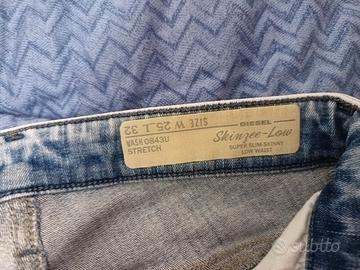 SIZE W 25 L 32
WASH 0843U
STRETCH
DIESEL
Skinzee-Low
SUPER SLIM-SKINNY
LOW WAIST
subito